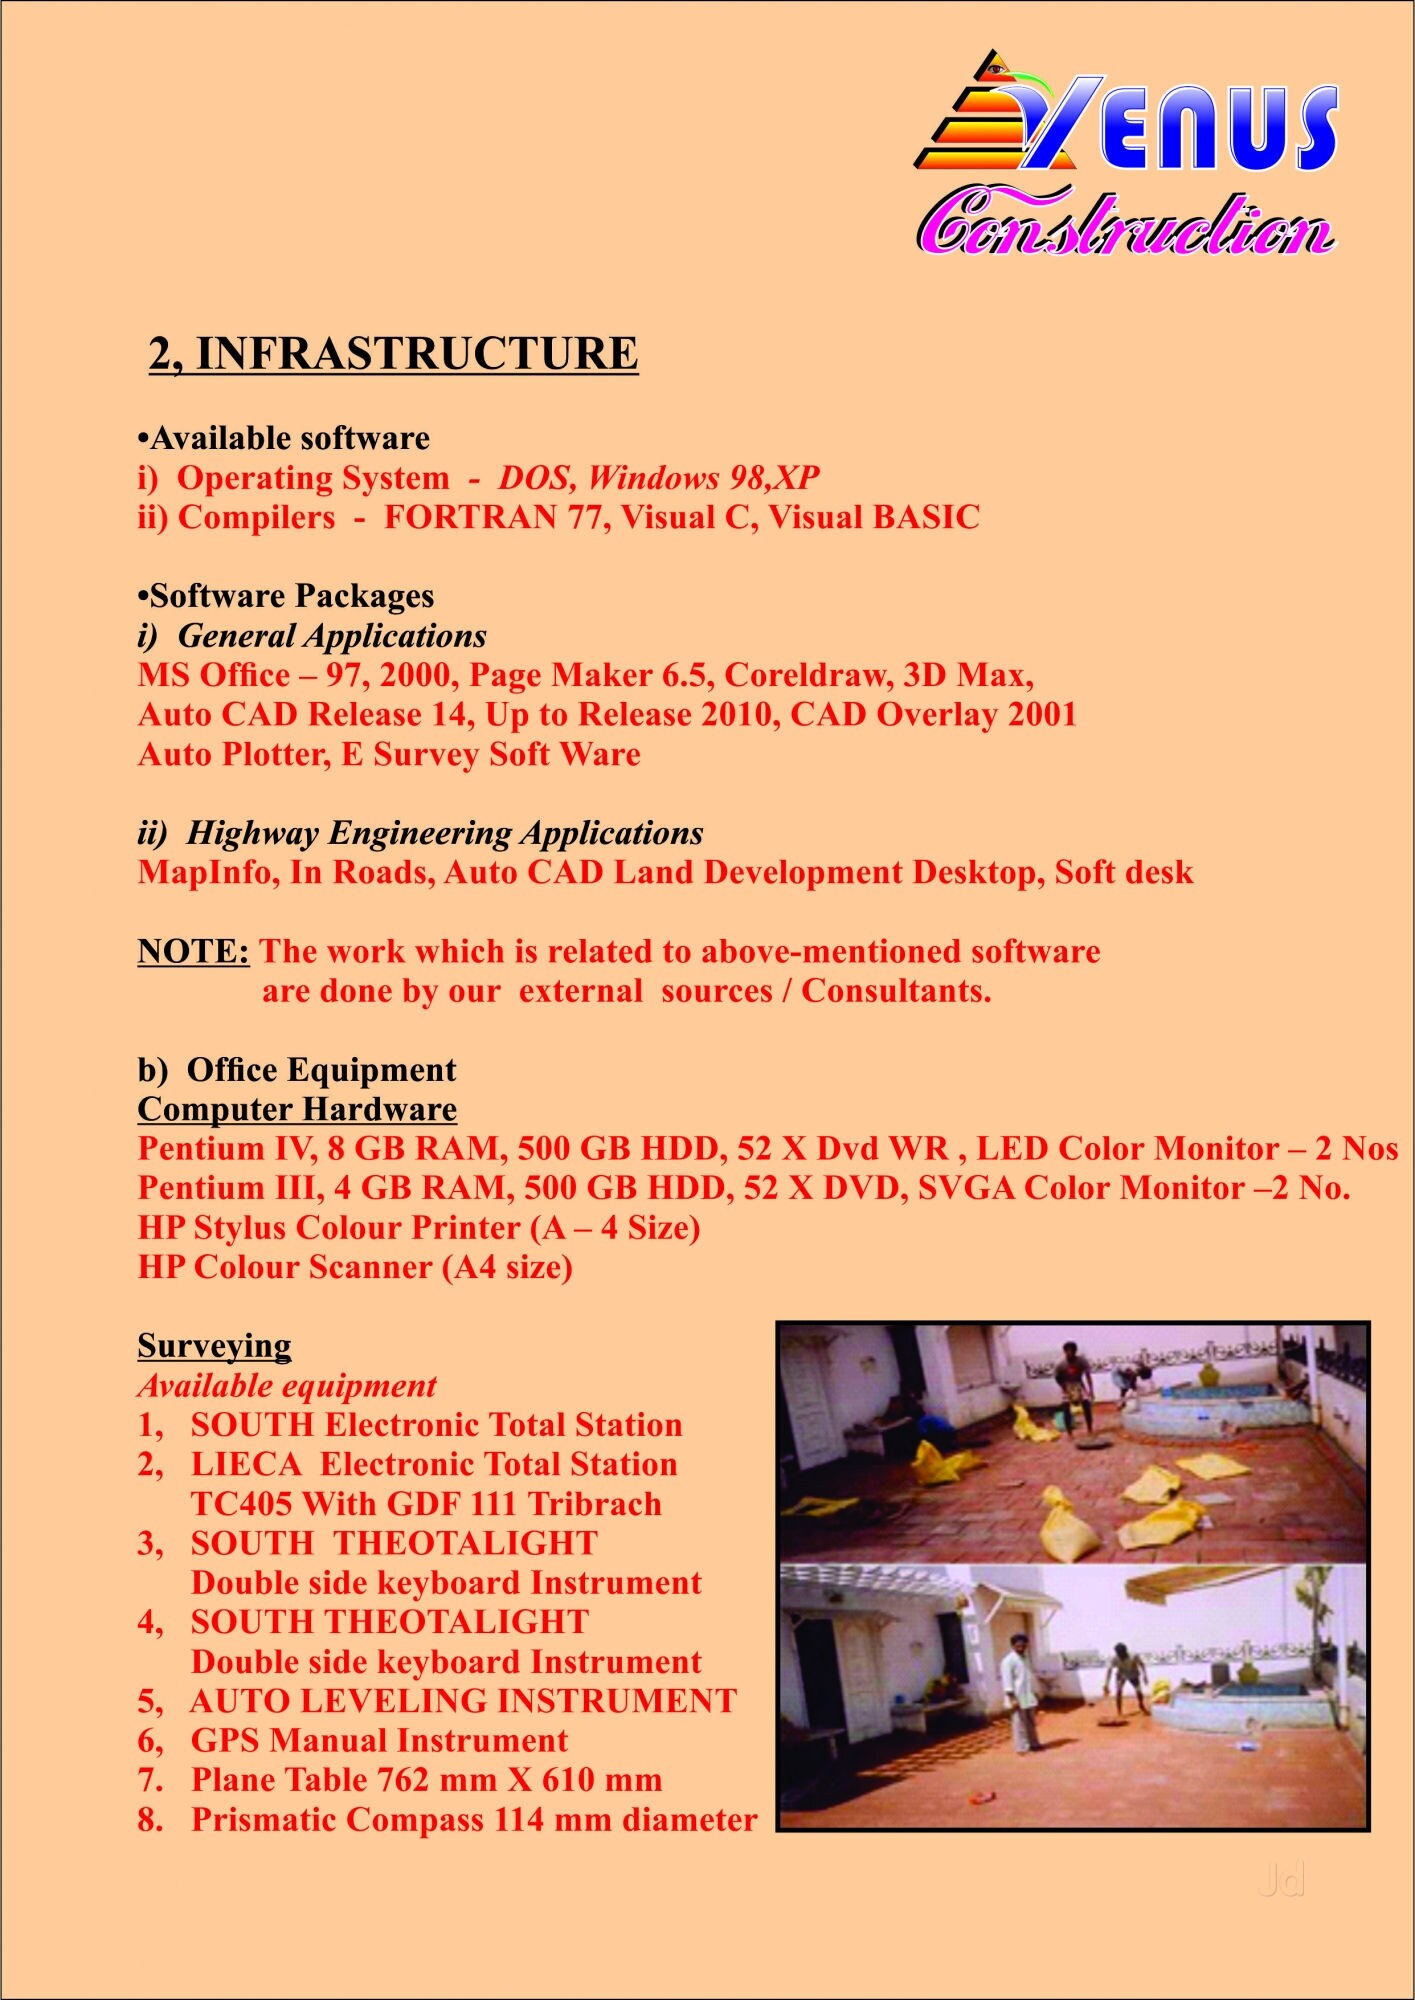 VENUS
Construction
2, INFRASTRUCTURE
•Available software
i)  Operating System  -  DOS, Windows 98,XP
ii) Compilers  -  FORTRAN 77, Visual C, Visual BASIC
•Software Packages
i)  General Applications
MS Office – 97, 2000, Page Maker 6.5, Coreldraw, 3D Max,
Auto CAD Release 14, Up to Release 2010, CAD Overlay 2001
Auto Plotter, E Survey Soft Ware
ii)  Highway Engineering Applications
MapInfo, In Roads, Auto CAD Land Development Desktop, Soft desk
NOTE: The work which is related to above-mentioned software
are done by our  external  sources / Consultants.
b)  Office Equipment
Computer Hardware
Pentium IV, 8 GB RAM, 500 GB HDD, 52 X Dvd WR , LED Color Monitor – 2 Nos
Pentium III, 4 GB RAM, 500 GB HDD, 52 X DVD, SVGA Color Monitor –2 No.
HP Stylus Colour Printer (A – 4 Size)
HP Colour Scanner (A4 size)
Surveying
Available equipment
1,   SOUTH Electronic Total Station
2,   LIECA  Electronic Total Station
TC405 With GDF 111 Tribrach
3,   SOUTH  THEOTALIGHT
Double side keyboard Instrument
4,   SOUTH THEOTALIGHT
Double side keyboard Instrument
5,   AUTO LEVELING INSTRUMENT
6,   GPS Manual Instrument
7.   Plane Table 762 mm X 610 mm
8.   Prismatic Compass 114 mm diameter
Jd